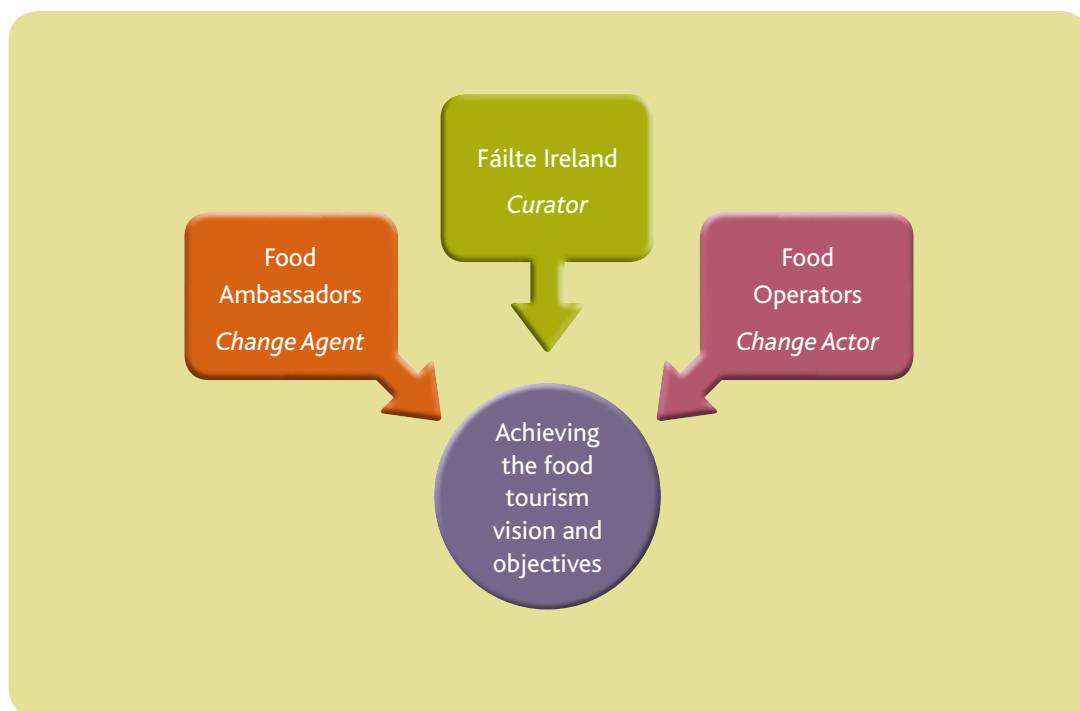 Fáilte Ireland
Curator
Food
Ambassadors
Change Agent
Food
Operators
Change Actor
Achieving
the food
tourism
vision and
objectives